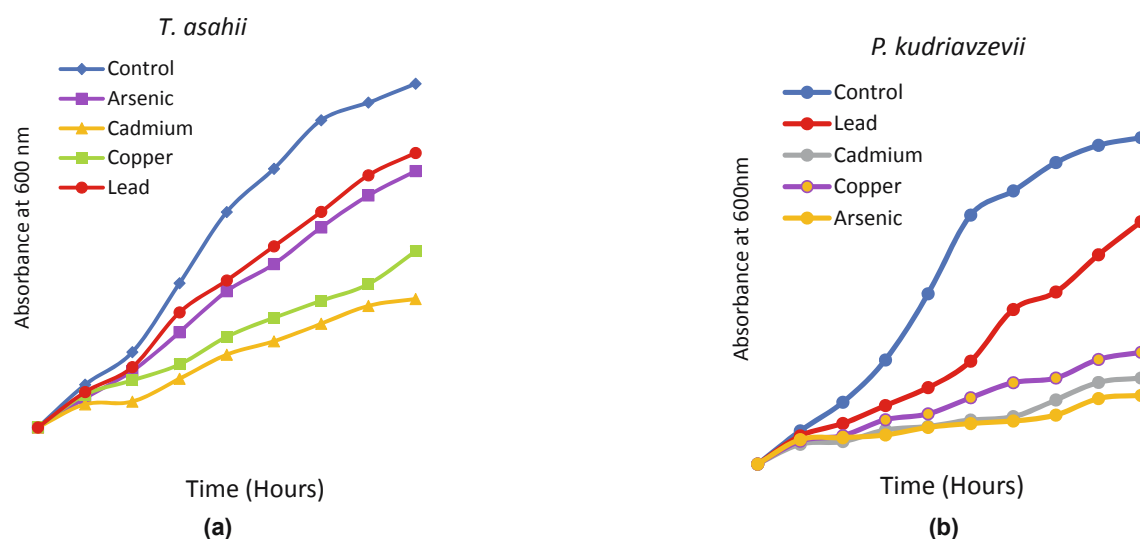 T. asahii
Control
Arsenic
Cadmium
Copper
Lead
Absorbance at 600 nm
Time (Hours)
(a)
P. kudriavzevii
Control
Lead
Cadmium
Copper
Arsenic
Absorbance at 600nm
Time (Hours)
(b)